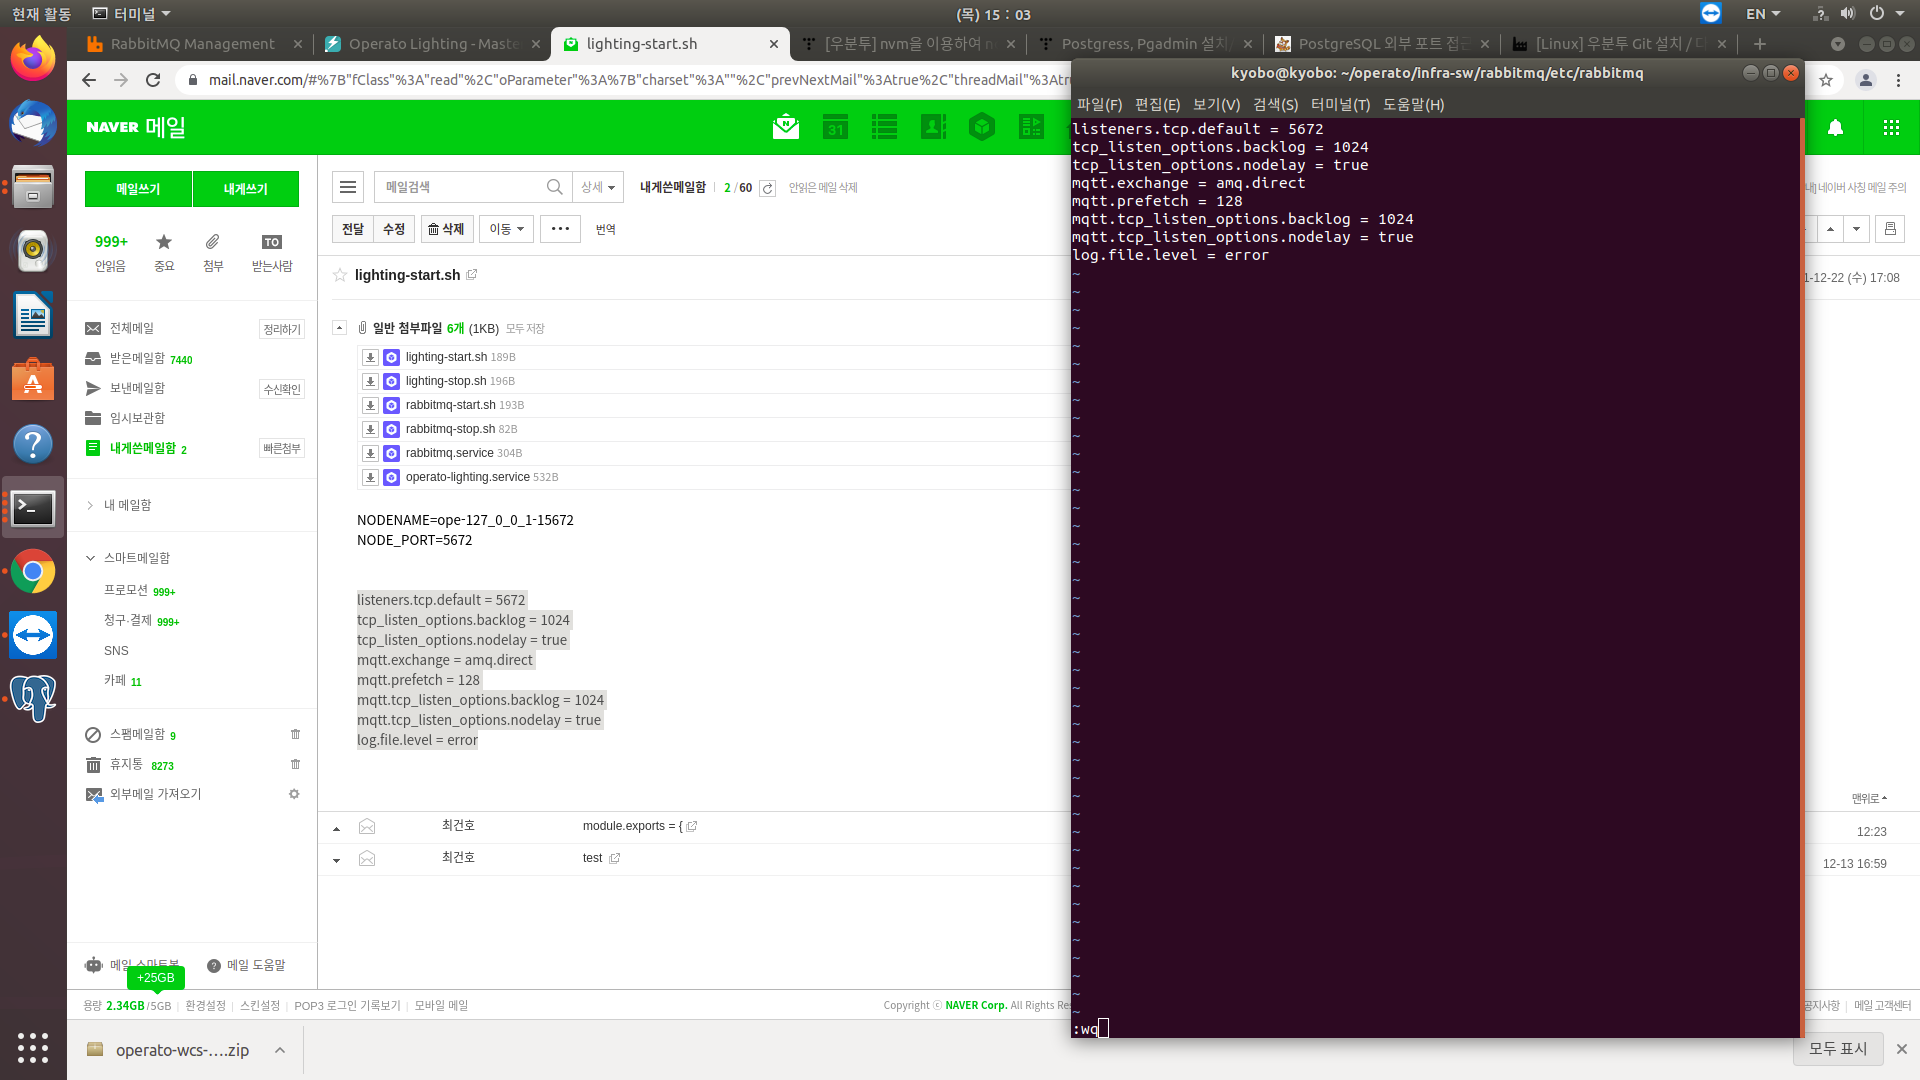 현재 활동
터미널
(목) 15 : 03
EN
RabbitMQ Management
Operato Lighting - Maste
lighting-start.sh
[우분투] nvm을 이용하여 n
Postgress, Pgadmin 설치
PostgreSQL 외부 포트 접근
[Linux] 우분투 Git 설치 / 
mail.naver.com/#%7B"fClass"%3A"read"%2C"oParameter"%3A%7B"charset"%3A""%2C"prevNextMail"%3Atrue%2C"threadMail"%3Atru
NAVER 메일
31
메일쓰기
내게쓰기
999+
안읽음
중요
첨부
TO
받는사람
전체메일
정리하기
받은메일함 7440
보낸메일함
수신확인
임시보관함
내게쓴메일함 2
빠른첨부
내 메일함
스마트메일함
프로모션 999+
청구·결제 999+
SNS
카페 11
스팸메일함 9
휴지통 8273
외부메일 가져오기
메일 스마트봇
메일 도움말
+25GB
메일검색
상세
내게쓴메일함
2 / 60
안읽은 메일 삭제
내] 네이버 사칭 메일 주의
전달
수정
삭제
이동
번역
lighting-start.sh
1-12-22 (수) 17:08
일반 첨부파일 6개 (1KB) 모두 저장
lighting-start.sh 189B
lighting-stop.sh 196B
rabbitmq-start.sh 193B
rabbitmq-stop.sh 82B
rabbitmq.service 304B
operato-lighting.service 532B
NODENAME=ope-127_0_0_1-15672
NODE_PORT=5672
listeners.tcp.default = 5672
tcp_listen_options.backlog = 1024
tcp_listen_options.nodelay = true
mqtt.exchange = amq.direct
mqtt.prefetch = 128
mqtt.tcp_listen_options.backlog = 1024
mqtt.tcp_listen_options.nodelay = true
log.file.level = error
맨위로
최건호
module.exports = {
12:23
최건호
test
12-13 16:59
용량 2.34GB/5GB
환경설정
스킨설정
POP3 로그인 기록보기
모바일 메일
Copyright ⓒ NAVER Corp. All Rights Re
공지사항
메일 고객센터
operato-wcs-....zip
모두 표시
kyobo@kyobo: ~/operato/infra-sw/rabbitmq/etc/rabbitmq
파일(F) 편집(E) 보기(V) 검색(S) 터미널(T) 도움말(H)
listeners.tcp.default = 5672
tcp_listen_options.backlog = 1024
tcp_listen_options.nodelay = true
mqtt.exchange = amq.direct
mqtt.prefetch = 128
mqtt.tcp_listen_options.backlog = 1024
mqtt.tcp_listen_options.nodelay = true
log.file.level = error
:wq